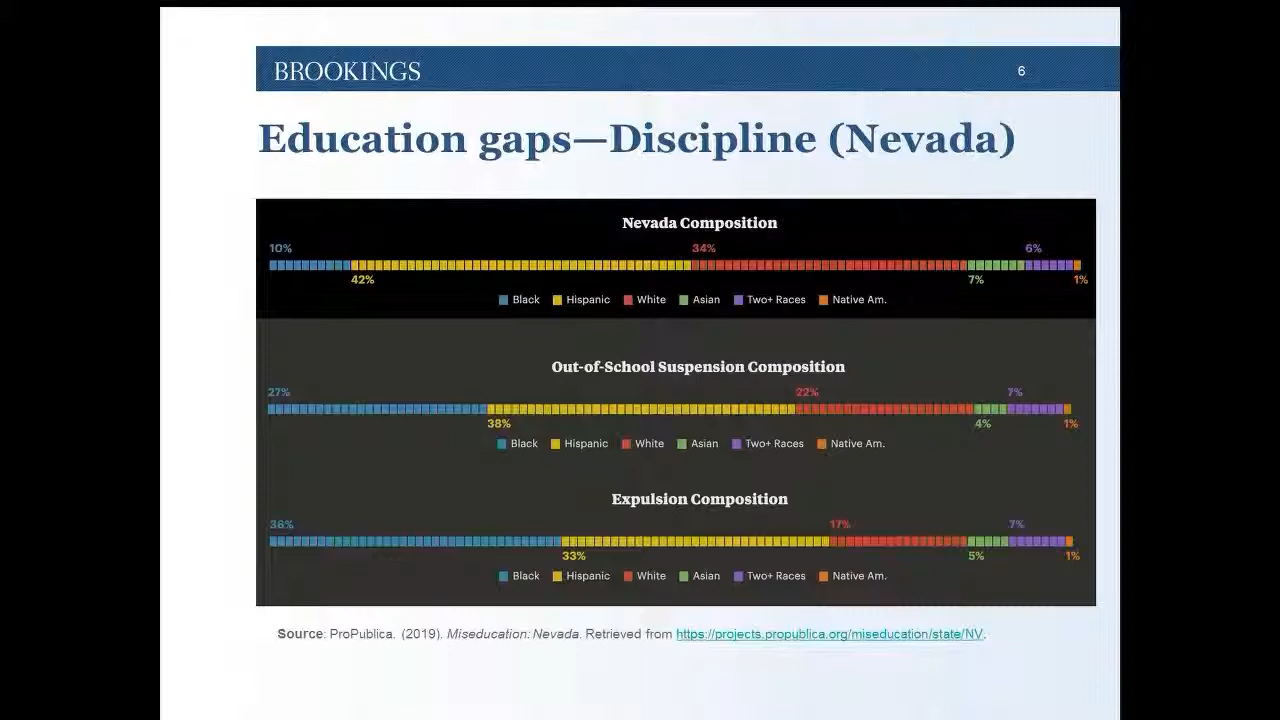 BROOKINGS
6
Education gaps—Discipline (Nevada)
Nevada Composition
10% 34% 6%
42% 7% 1%
Black Hispanic White Asian Two+ Races Native Am.
Out-of-School Suspension Composition
27% 22% 7%
38% 4% 1%
Black Hispanic White Asian Two+ Races Native Am.
Expulsion Composition
36% 17% 7%
33% 5% 1%
Black Hispanic White Asian Two+ Races Native Am.
Source: ProPublica. (2019). Miseducation: Nevada. Retrieved from https://projects.propublica.org/miseducation/state/NV.